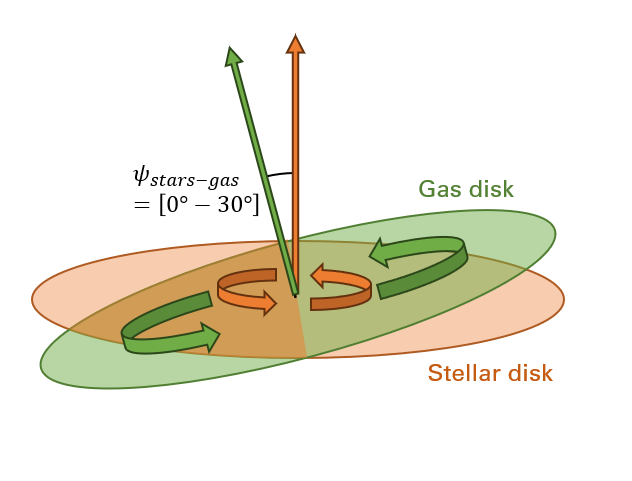 ψstars−gas
= [0° − 30°]
Gas disk
Stellar disk